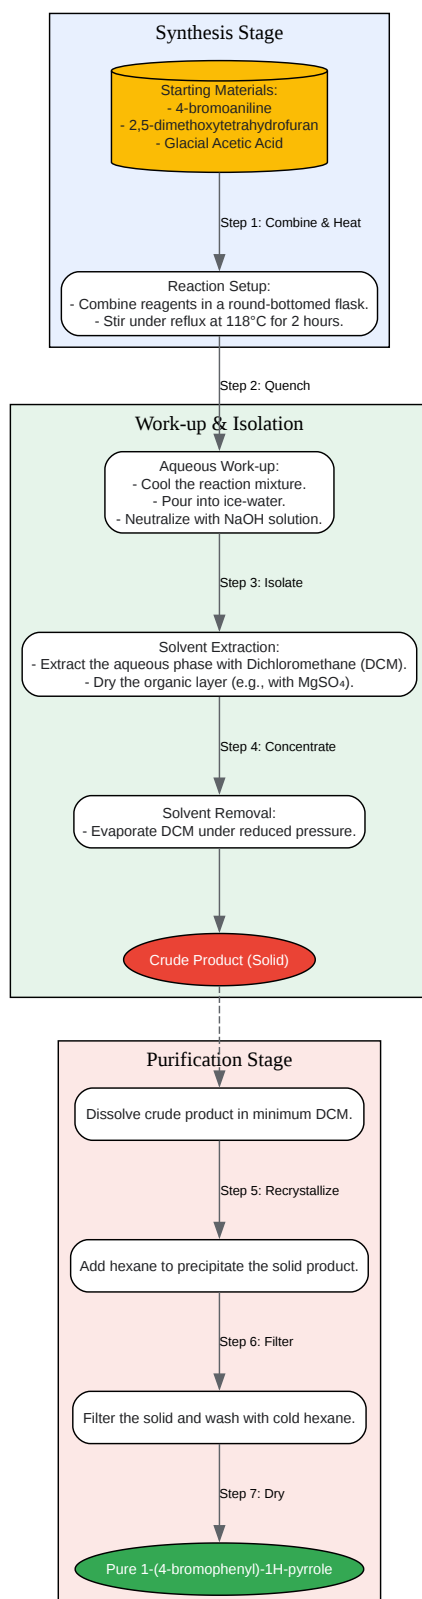 Synthesis Stage
Starting Materials:
- 4-bromoaniline
- 2,5-dimethoxytetrahydrofuran
- Glacial Acetic Acid
Step 1: Combine & Heat
Reaction Setup:
- Combine reagents in a round-bottomed flask.
- Stir under reflux at 118°C for 2 hours.
Step 2: Quench
Work-up & Isolation
Aqueous Work-up:
- Cool the reaction mixture.
- Pour into ice-water.
- Neutralize with NaOH solution.
Step 3: Isolate
Solvent Extraction:
- Extract the aqueous phase with Dichloromethane (DCM).
- Dry the organic layer (e.g., with MgSO₄).
Step 4: Concentrate
Solvent Removal:
- Evaporate DCM under reduced pressure.
Crude Product (Solid)
Purification Stage
Dissolve crude product in minimum DCM.
Step 5: Recrystallize
Add hexane to precipitate the solid product.
Step 6: Filter
Filter the solid and wash with cold hexane.
Step 7: Dry
Pure 1-(4-bromophenyl)-1H-pyrrole